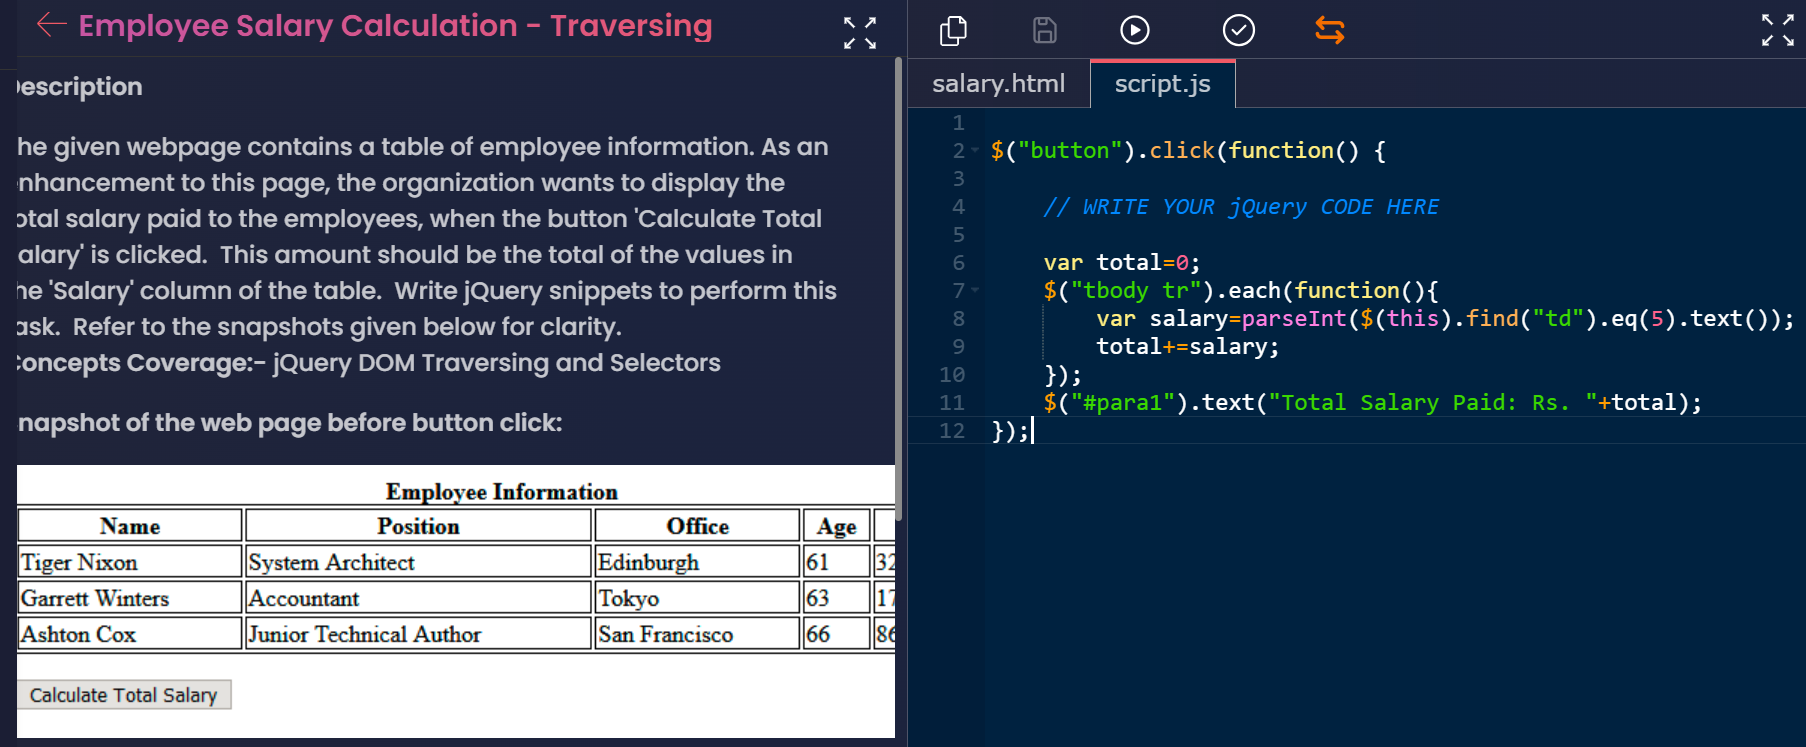 Employee Salary Calculation - Traversing
escription
he given webpage contains a table of employee information. As an
nhancement to this page, the organization wants to display the
otal salary paid to the employees, when the button 'Calculate Total
alary' is clicked. This amount should be the total of the values in
he 'Salary' column of the table. Write jQuery snippets to perform this
ask. Refer to the snapshots given below for clarity.
oncepts Coverage:- jQuery DOM Traversing and Selectors
napshot of the web page before button click:
Employee Information
Name Position Office Age
Tiger Nixon System Architect Edinburgh 61 32
Garrett Winters Accountant Tokyo 63 17
Ashton Cox Junior Technical Author San Francisco 66 86
Calculate Total Salary
salary.html script.js
1
2 $("button").click(function() {
3
4 // WRITE YOUR jQuery CODE HERE
5
6 var total=0;
7 $("tbody tr").each(function(){
8 var salary=parseInt($(this).find("td").eq(5).text());
9 total+=salary;
10 });
11 $("#para1").text("Total Salary Paid: Rs. "+total);
12 });